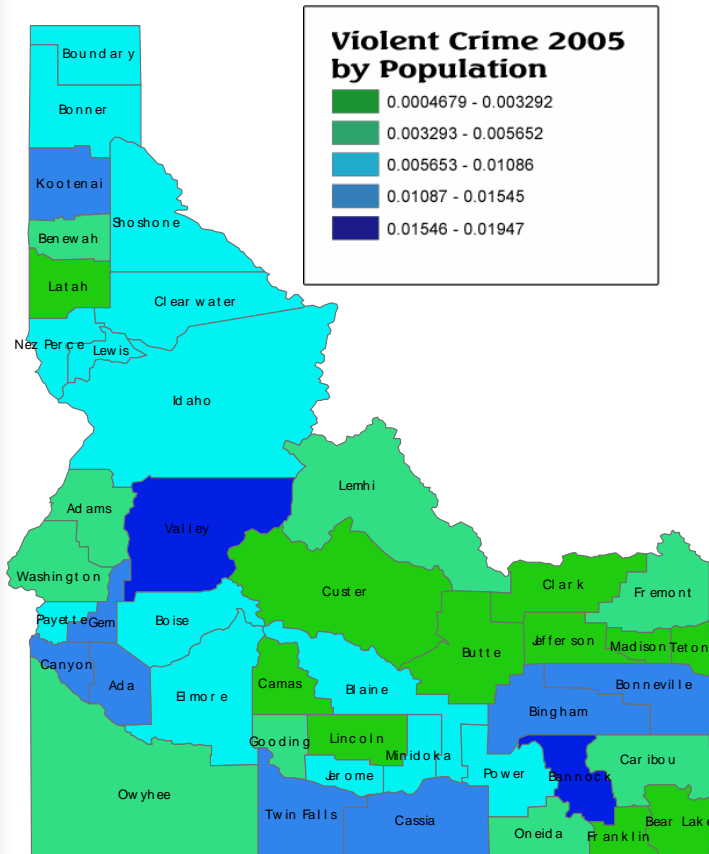 Violent Crime 2005
by Population
0.0004679 - 0.003292
0.003293 - 0.005652
0.005653 - 0.01086
0.01087 - 0.01545
0.01546 - 0.01947
Boundary
Bonner
Kootenai
Shoshone
Benewah
Latah
Clearwater
Nez Perce
Lewis
Idaho
Lemhi
Adams
Valley
Washington
Custer
Clark
Fremont
Payette
Gem
Boise
Butte
Jefferson
Madison
Teton
Canyon
Ada
Elmore
Camas
Blaine
Bonneville
Bingham
Gooding
Lincoln
Minidoka
Caribou
Jerome
Power
Bannock
Owyhee
Twin Falls
Cassia
Oneida
Franklin
Bear Lake